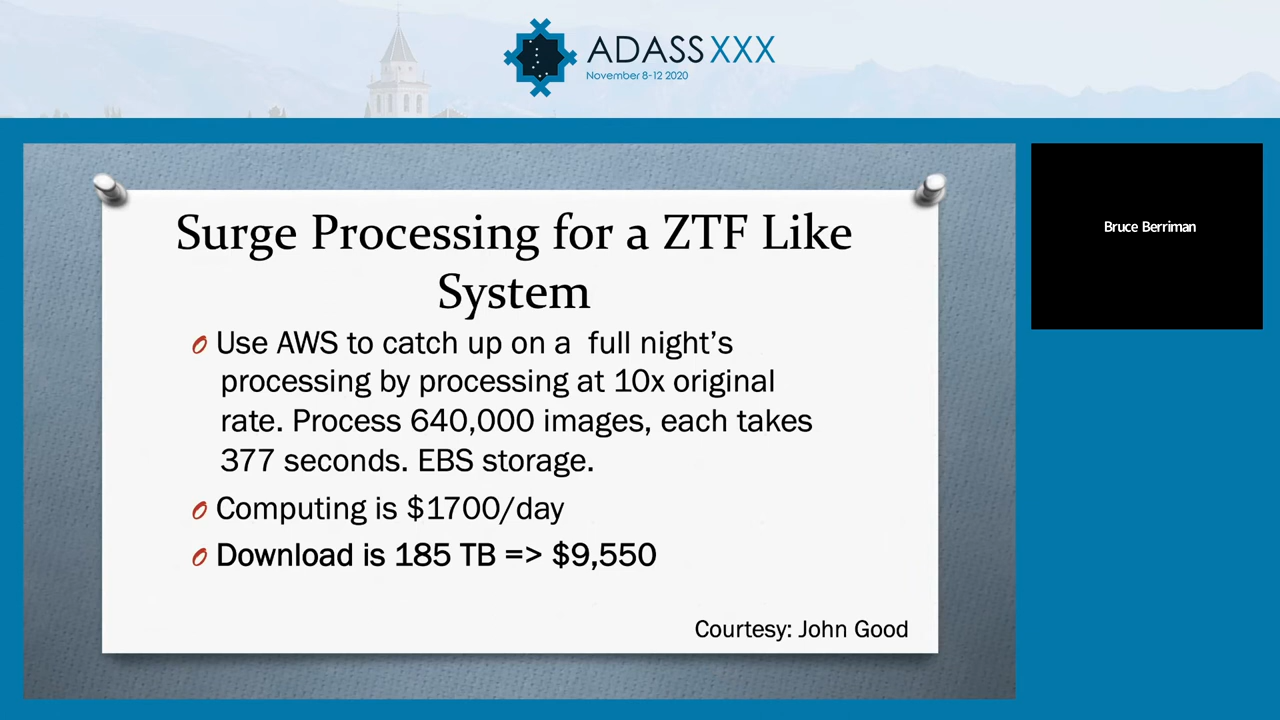 ADASS XXX
November 8-12 2020
Surge Processing for a ZTF Like
System
Use AWS to catch up on a full night's
processing by processing at 10x original
rate. Process 640,000 images, each takes
377 seconds. EBS storage.
Computing is $1700/day
Download is 185 TB => $9,550
Courtesy: John Good
Bruce Berriman